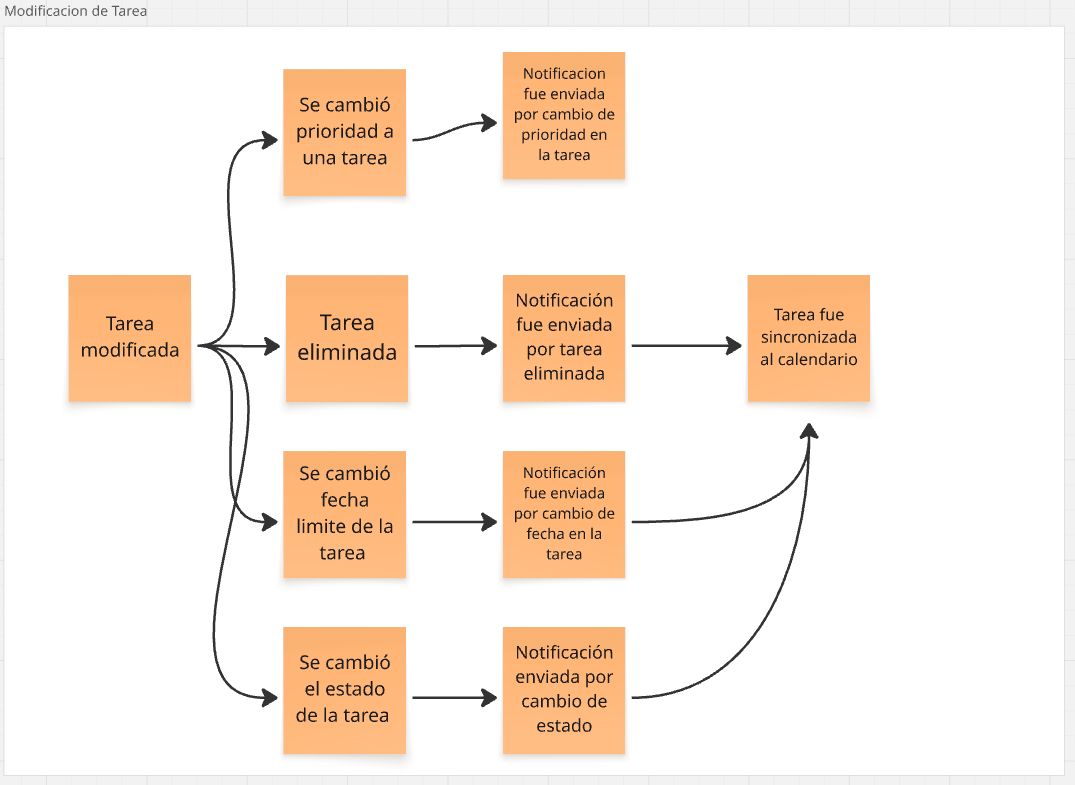 Modificacion de Tarea
Se cambió
prioridad a
una tarea
Notificacion
fue enviada
por cambio de
prioridad en
la tarea
Tarea
modificada
Tarea
eliminada
Notificación
fue enviada
por tarea
eliminada
Tarea fue
sincronizada
al calendario
Se cambió
fecha
limite de la
tarea
Notificación
fue enviada
por cambio de
fecha en la
tarea
Se cambió
el estado
de la tarea
Notificación
enviada por
cambio de
estado